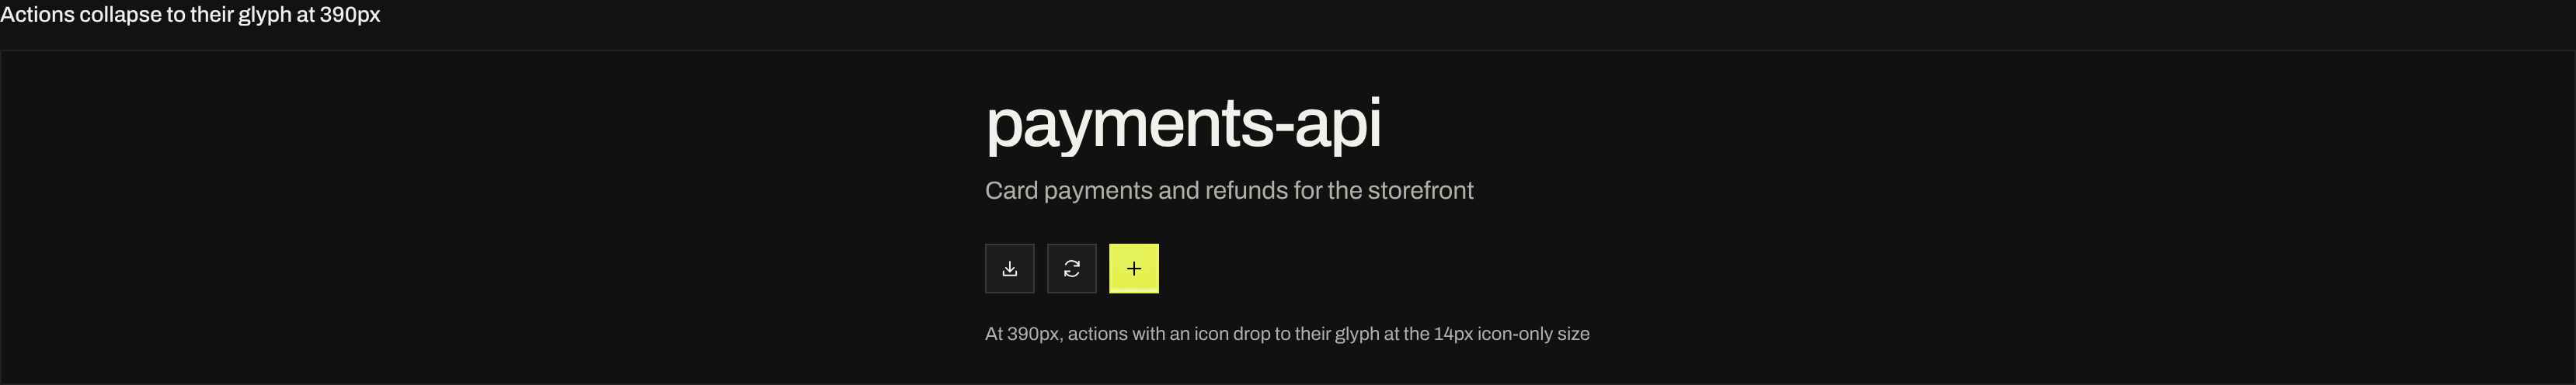 Actions collapse to their glyph at 390px
payments-api
Card payments and refunds for the storefront
At 390px, actions with an icon drop to their glyph at the 14px icon-only size